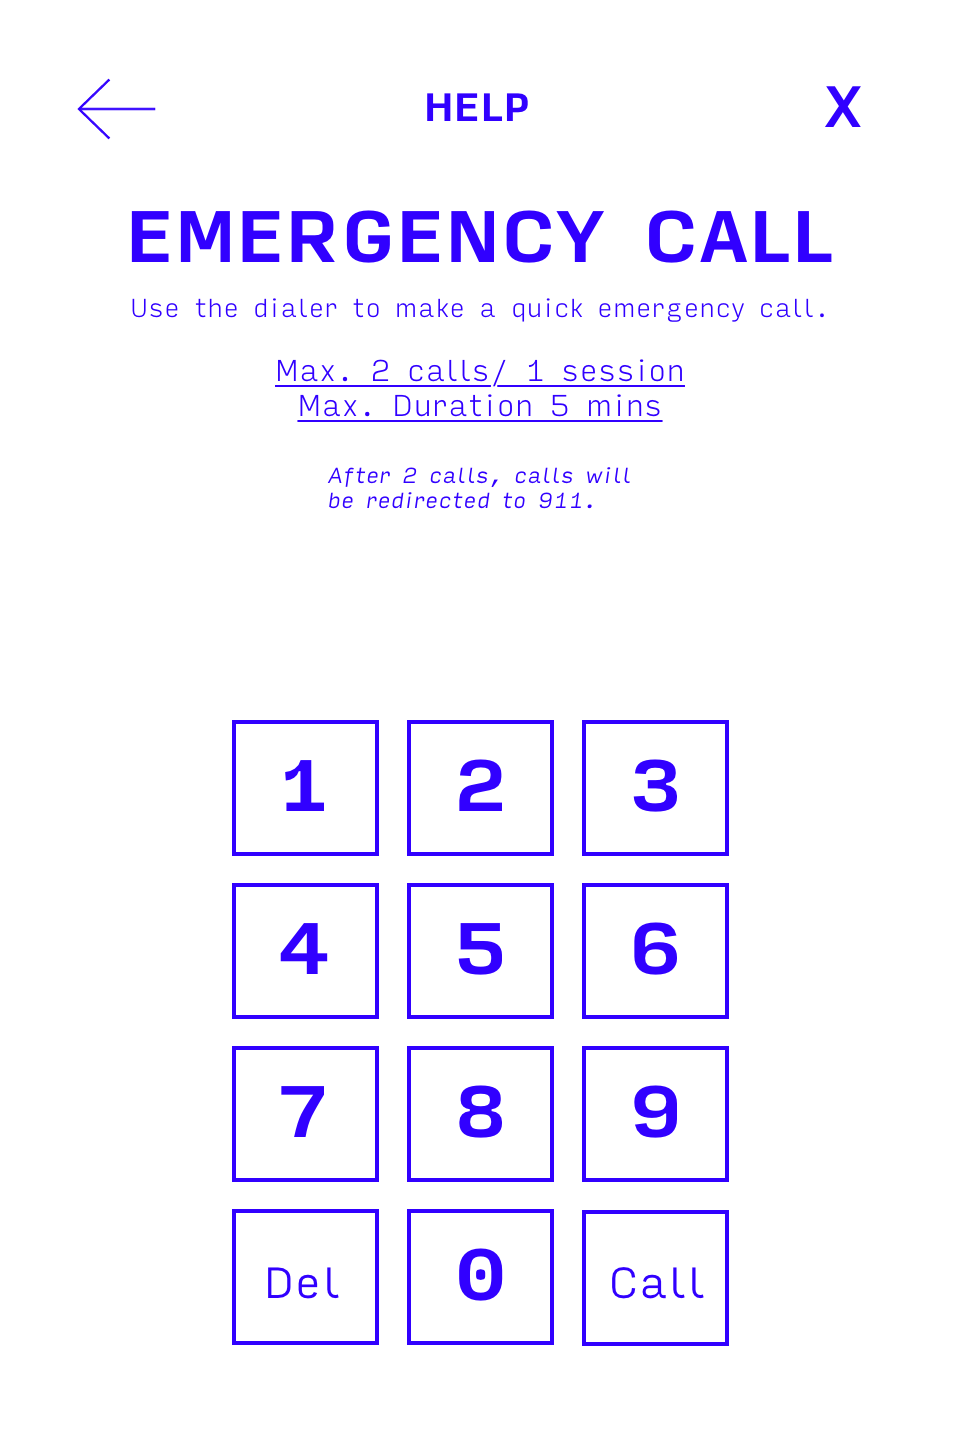 HELP
X
EMERGENCY CALL
Use the dialer to make a quick emergency call.
Max. 2 calls/ 1 session
Max. Duration 5 mins
After 2 calls, calls will
be redirected to 911.
1 2 3
4 5 6
7 8 9
Del 0 Call